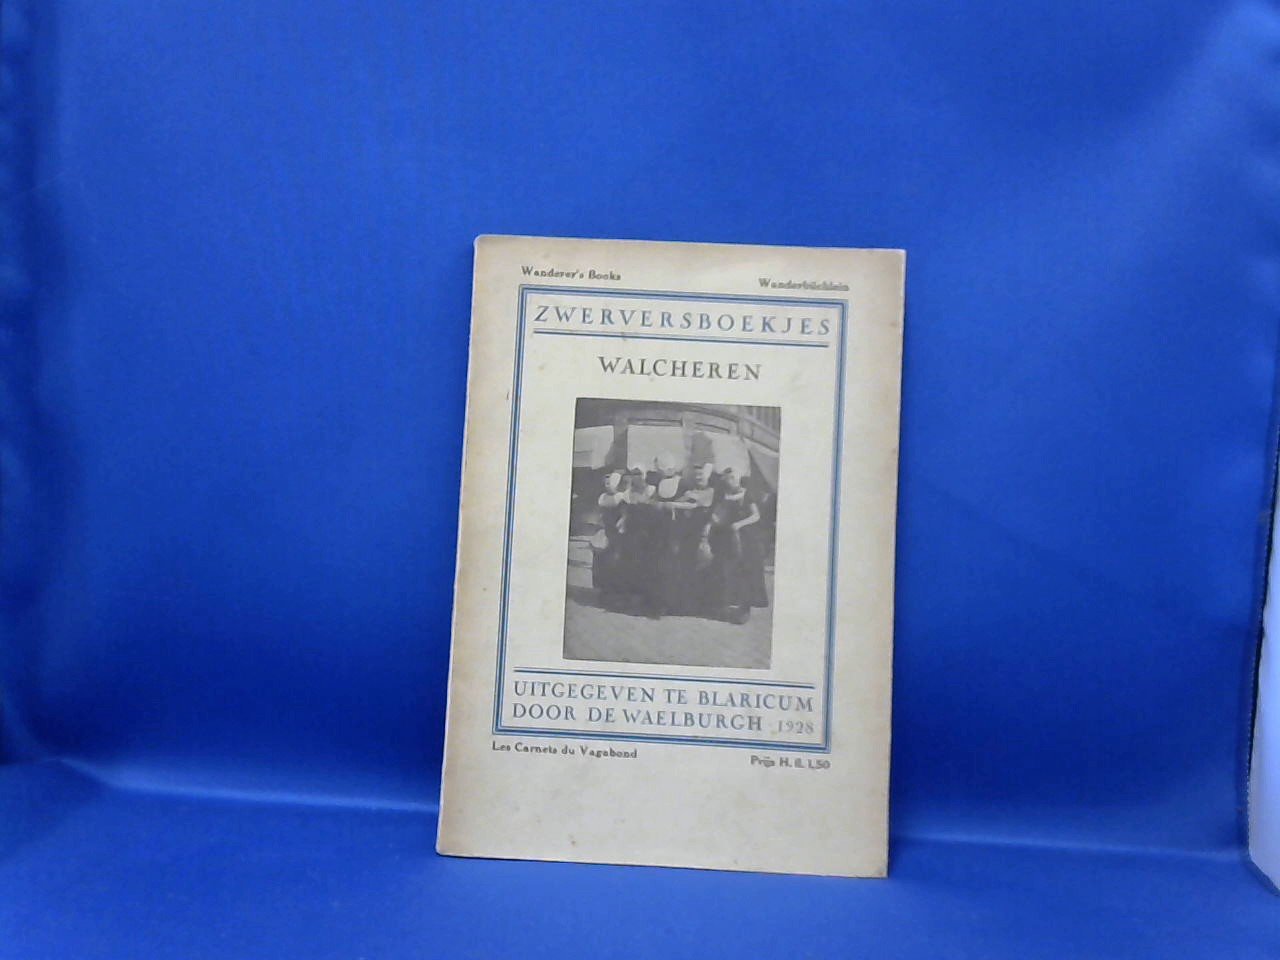 Wanderer's Books
Wanderbüchlein
ZWERVERSBOEKJES
WALCHEREN
UITGEGEVEN TE BLARICUM
DOOR DE WAELBURGH 1928
Les Carnets du Vagabond
Prijs H. fl. 1,50